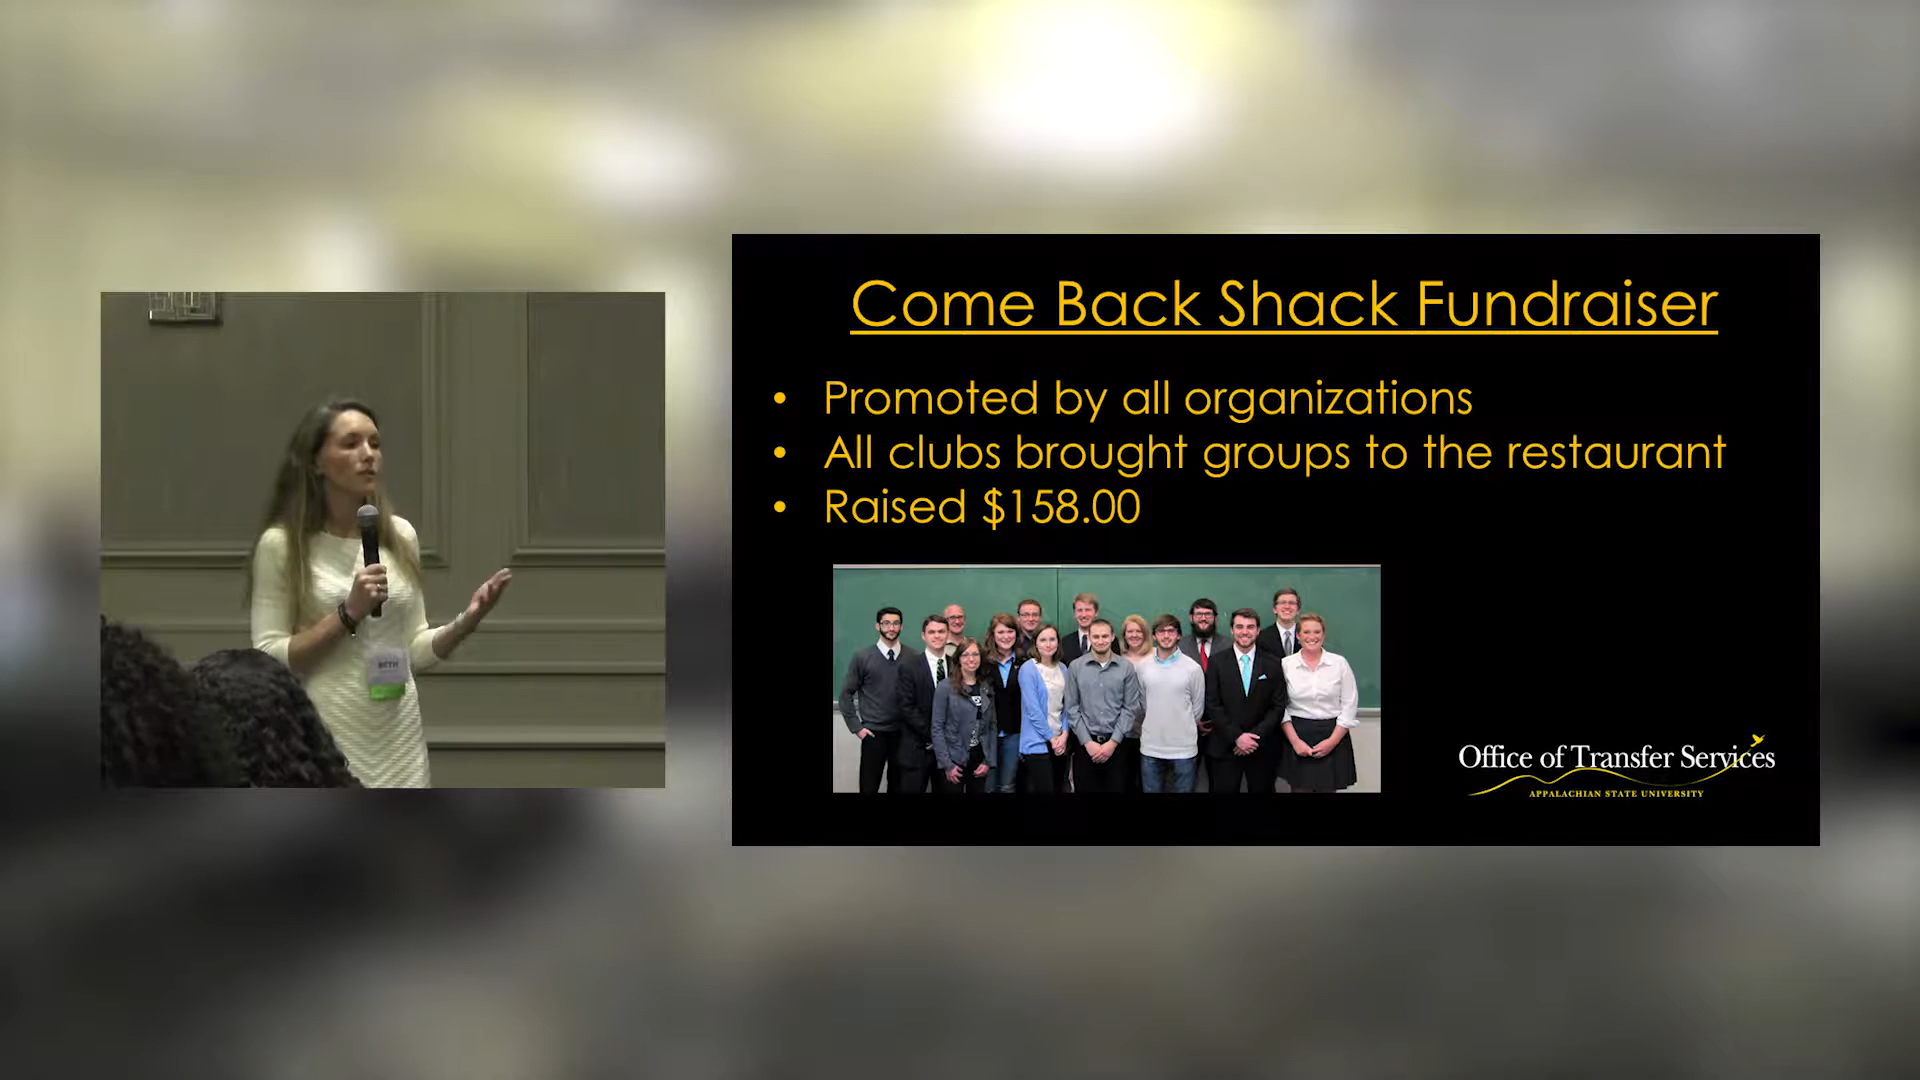 Come Back Shack Fundraiser
• Promoted by all organizations
• All clubs brought groups to the restaurant
• Raised $158.00
Office of Transfer Services
APPALACHIAN STATE UNIVERSITY
BETH